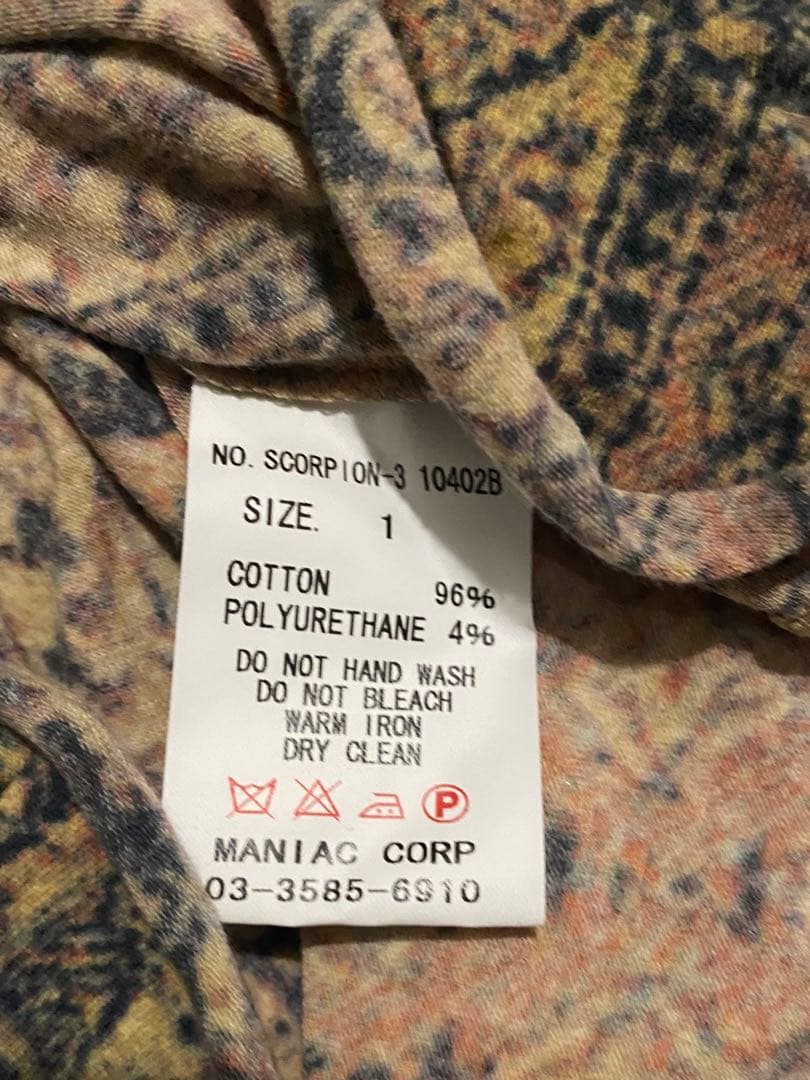 NO. SCORPION-3 10402B
SIZE. 1
COTTON 96%
POLYURETHANE 4%
DO NOT HAND WASH
DO NOT BLEACH
WARM IRON
DRY CLEAN
P
MANIAC CORP
03-3585-6910